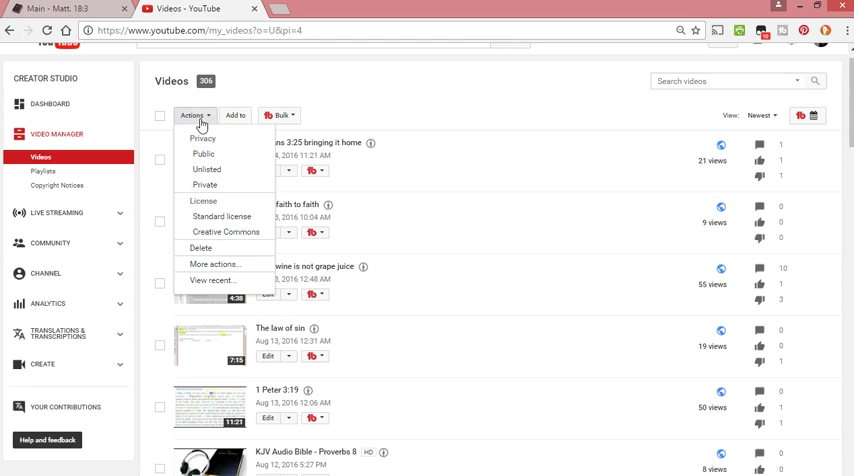 Main - Matt. 18:3
Videos - YouTube
https://www.youtube.com/my_videos?o=U&pi=4
10
CREATOR STUDIO
DASHBOARD
VIDEO MANAGER
Videos
Playlists
Copyright Notices
LIVE STREAMING
COMMUNITY
CHANNEL
ANALYTICS
TRANSLATIONS &
TRANSCRIPTIONS
CREATE
YOUR CONTRIBUTIONS
Help and feedback
Videos 306
Search videos
Actions Add to Bulk
View: Newest
Privacy
Public
Unlisted
Private
License
Standard license
Creative Commons
Delete
More actions...
View recent...
3:25 bringing it home
2016 11:21 AM
21 views 1
1
1
faith to faith
2016 10:04 AM
9 views 0
0
0
wine is not grape juice
2016 12:48 AM
4:38
55 views 10
1
3
The law of sin
Aug 13, 2016 12:31 AM
Edit
7:15
19 views 0
0
1
1 Peter 3:19
Aug 13, 2016 12:06 AM
Edit
11:21
50 views 0
1
1
KJV Audio Bible - Proverbs 8 HD
Aug 12, 2016 5:27 PM
8 views 0
0